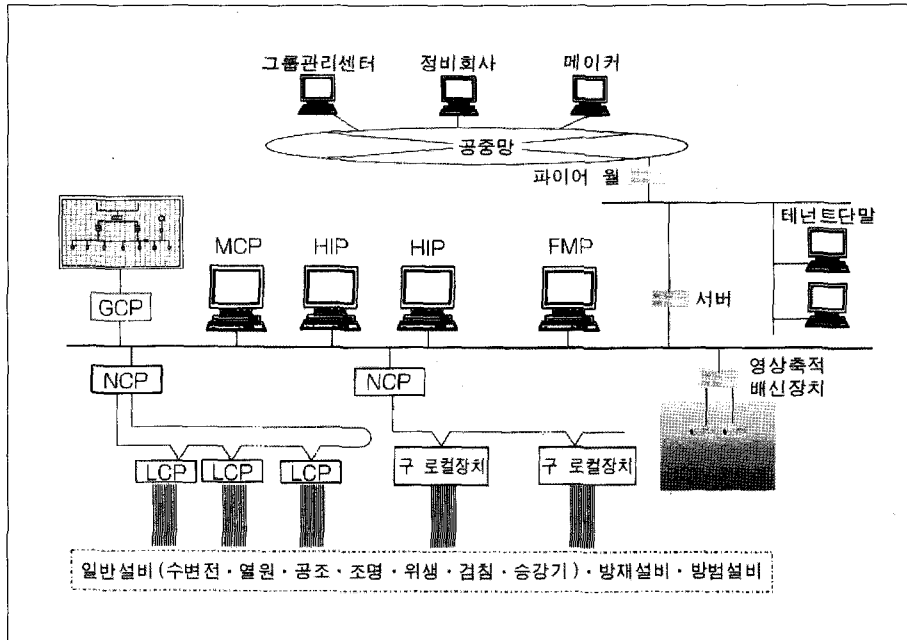 그룹관리센터 정비회사 메이커
공중망
파이어 월
테넌트단말
MCP HIP HIP FMP
GCP
서버
NCP NCP
영상축적
배신장치
LCP LCP LCP 구 로컬장치 구 로컬장치
일반설비(수변전·열원·공조·조명·위생·검침·승강기)·방재설비·방범설비